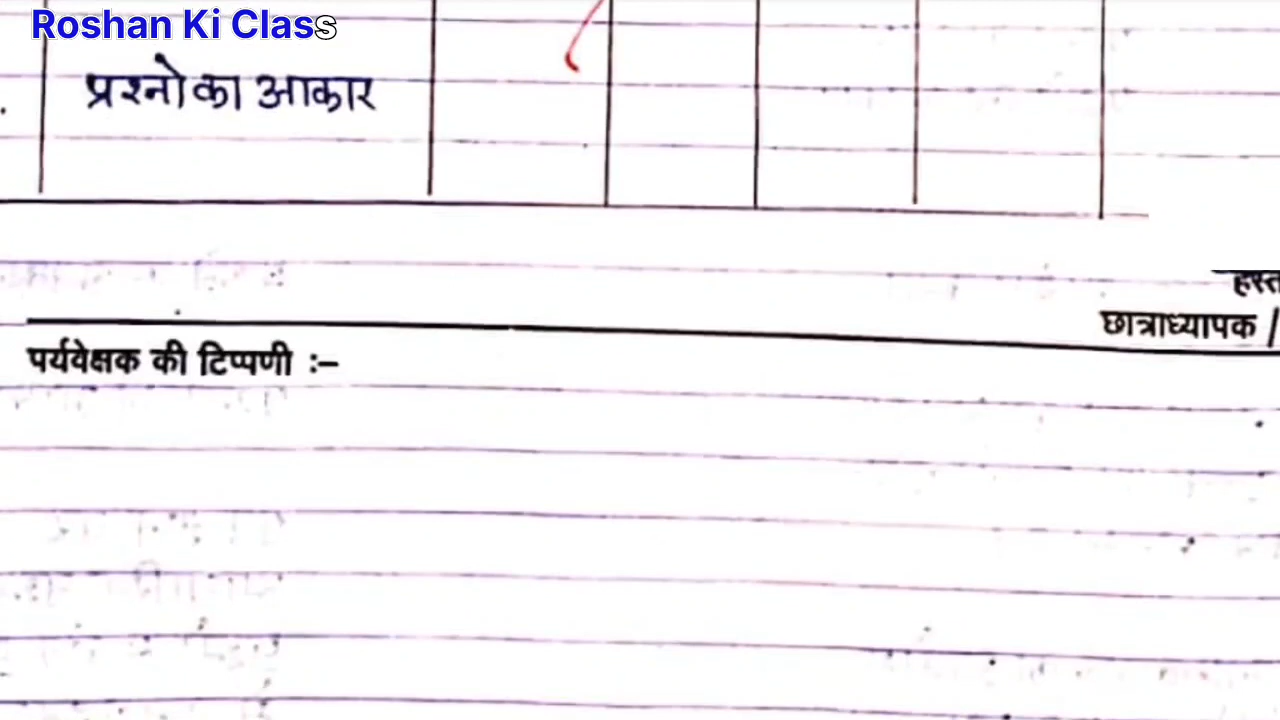 Roshan Ki Class
प्रश्नो का आकार
छात्राध्यापक /
पर्यवेक्षक की टिप्पणी :–